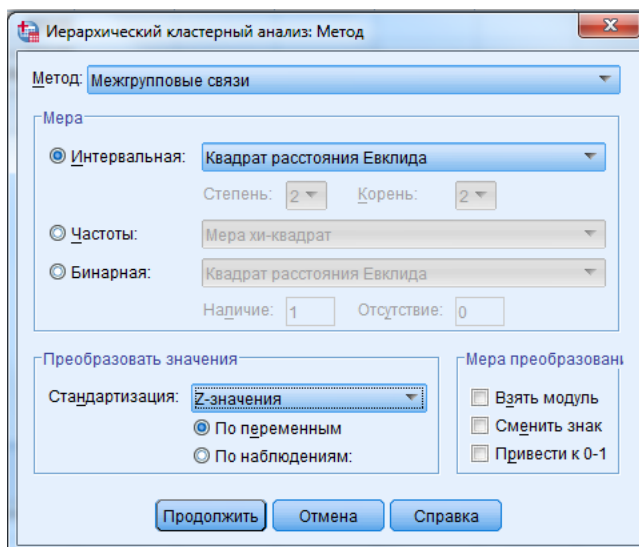 Иерархический кластерный анализ: Метод
Метод: Межгрупповые связи
Мера
Интервальная: Квадрат расстояния Евклида
Степень: 2 Корень: 2
Частоты: Мера хи-квадрат
Бинарная: Квадрат расстояния Евклида
Наличие: 1 Отсутствие: 0
Преобразовать значения
Стандартизация: Z-значения
По переменным
По наблюдениям:
Мера преобразовани
Взять модуль
Сменить знак
Привести к 0-1
Продолжить Отмена Справка